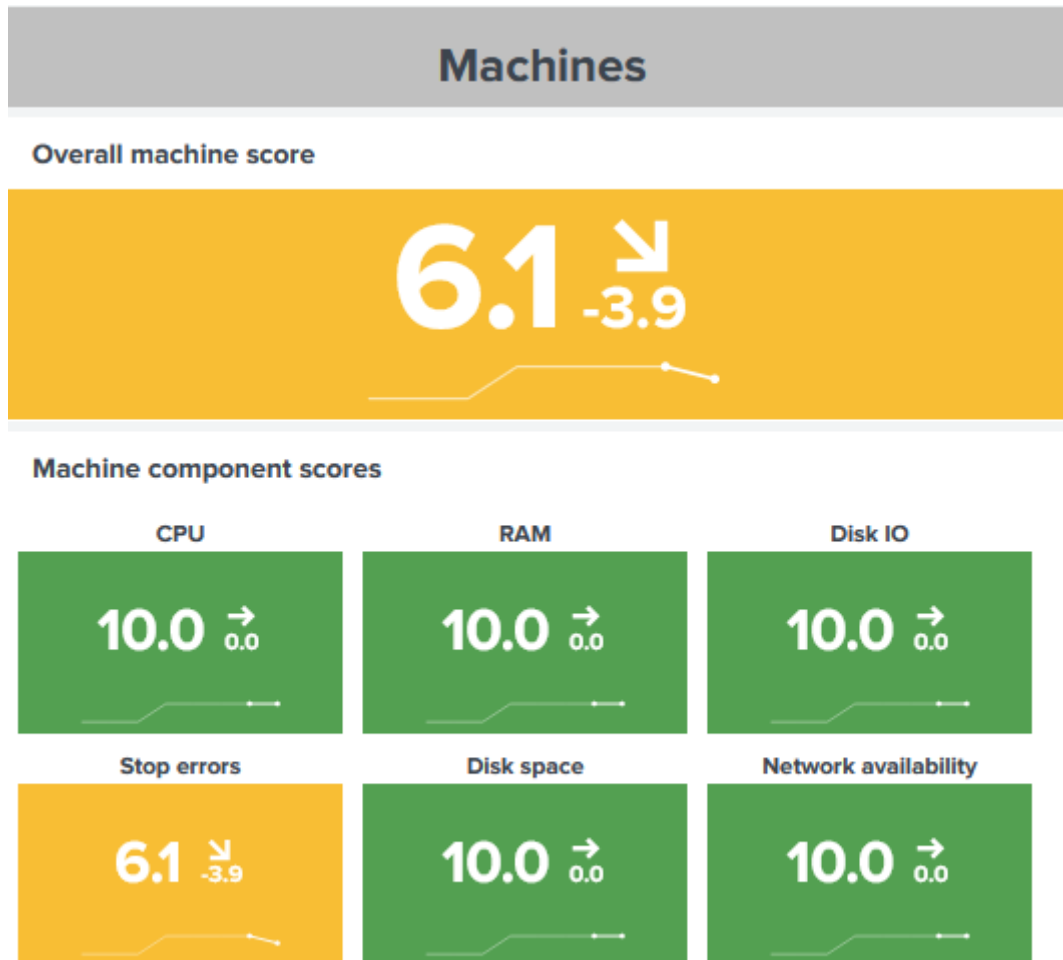 Machines
Overall machine score
6.1
-3.9
Machine component scores
CPU
RAM
Disk IO
10.0 0.0
10.0 0.0
10.0 0.0
Stop errors
Disk space
Network availability
6.1 -3.9
10.0 0.0
10.0 0.0